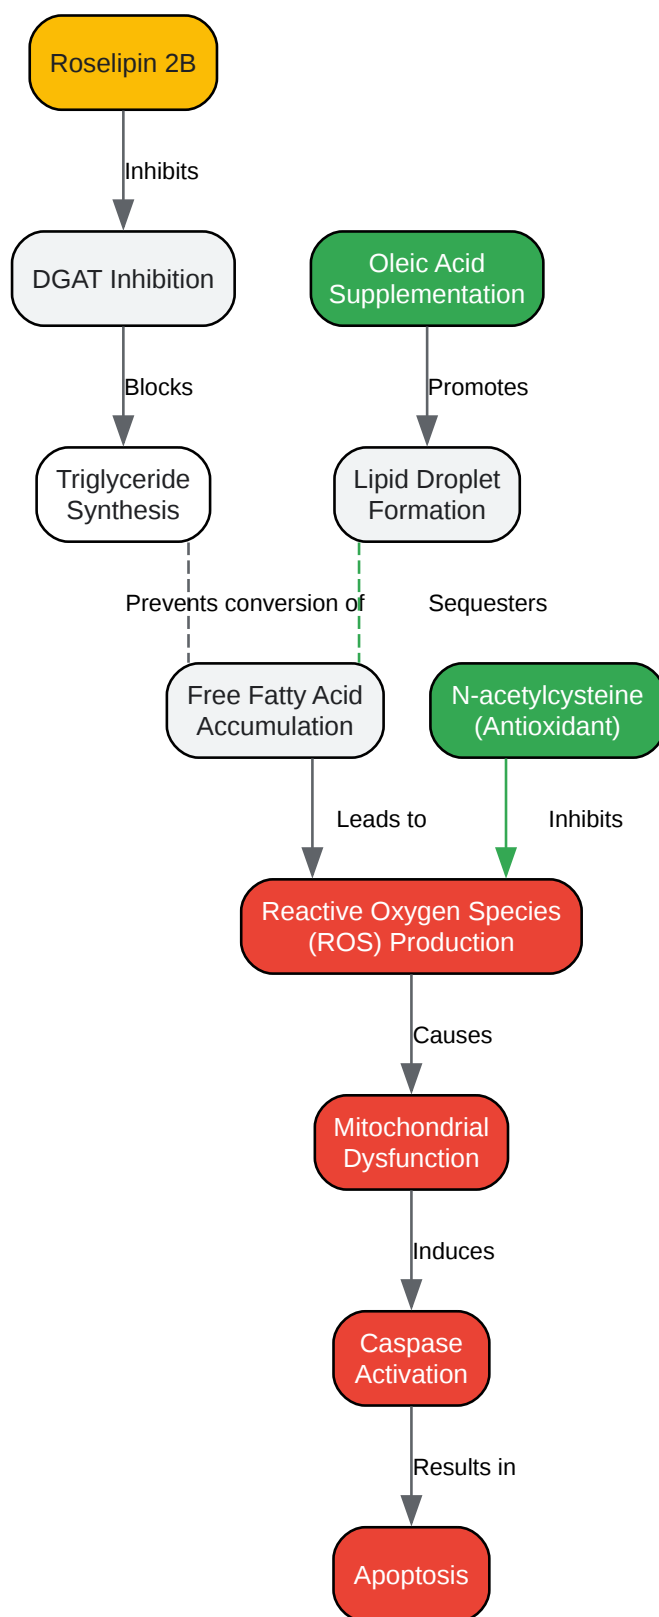 Roselipin 2B
Inhibits
DGAT Inhibition
Oleic Acid
Supplementation
Blocks
Promotes
Triglyceride
Synthesis
Lipid Droplet
Formation
Prevents conversion of
Sequesters
Free Fatty Acid
Accumulation
N-acetylcysteine
(Antioxidant)
Leads to
Inhibits
Reactive Oxygen Species
(ROS) Production
Causes
Mitochondrial
Dysfunction
Induces
Caspase
Activation
Results in
Apoptosis